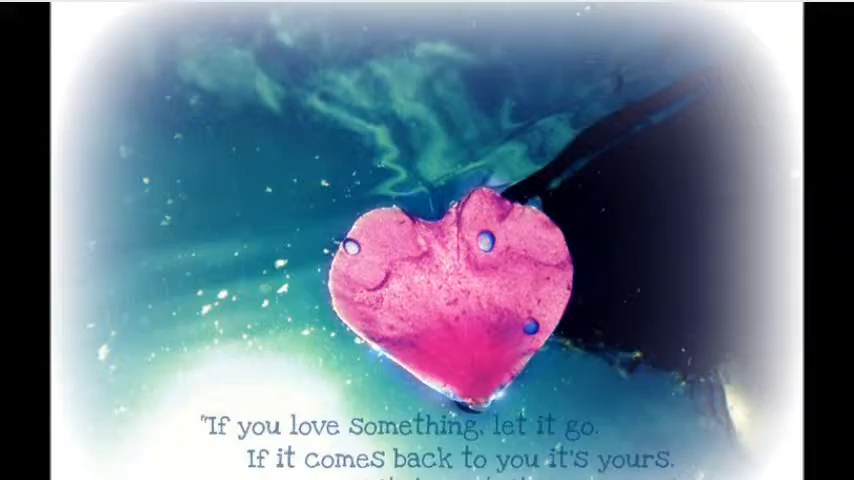 "If you love something, let it go.
If it comes back to you it's yours.